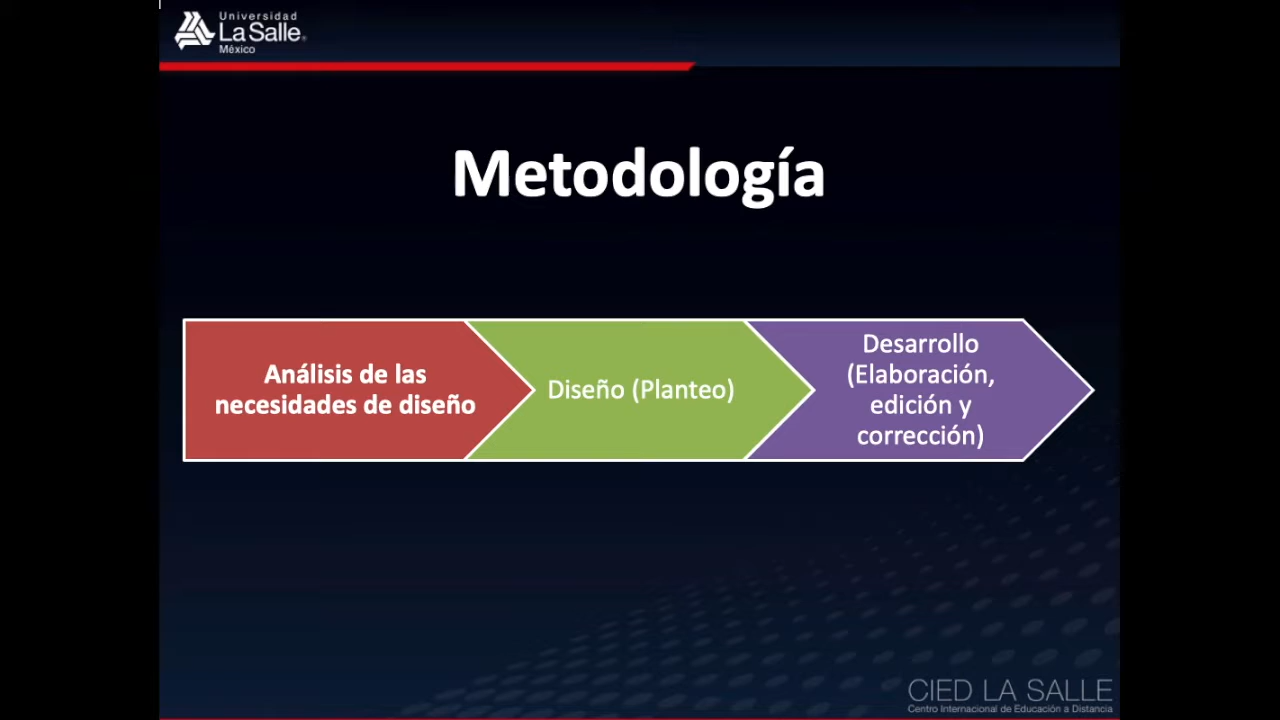 Universidad
La Salle
México
Metodología
Análisis de las
necesidades de diseño
Diseño (Planteo)
Desarrollo
(Elaboración,
edición y
corrección)
CIED LA SALLE
Centro Internacional de Educación a Distancia